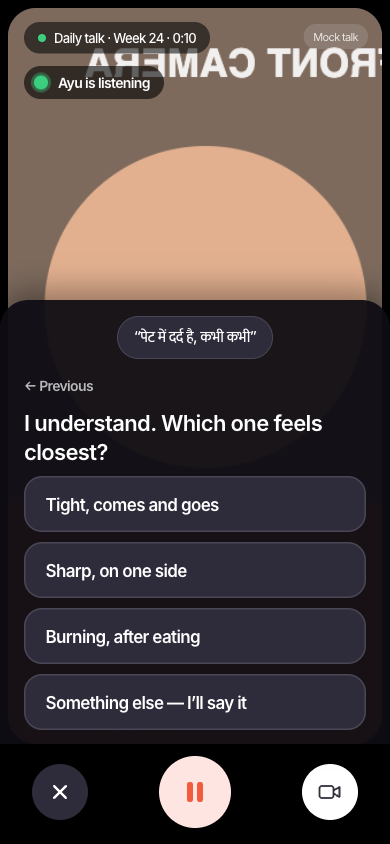 Daily talk · Week 24 · 0:10
Mock talk
FRONT CAMERA
Ayu is listening
“पेट में दर्द है, कभी कभी”
← Previous
I understand. Which one feels
closest?
Tight, comes and goes
Sharp, on one side
Burning, after eating
Something else — I’ll say it